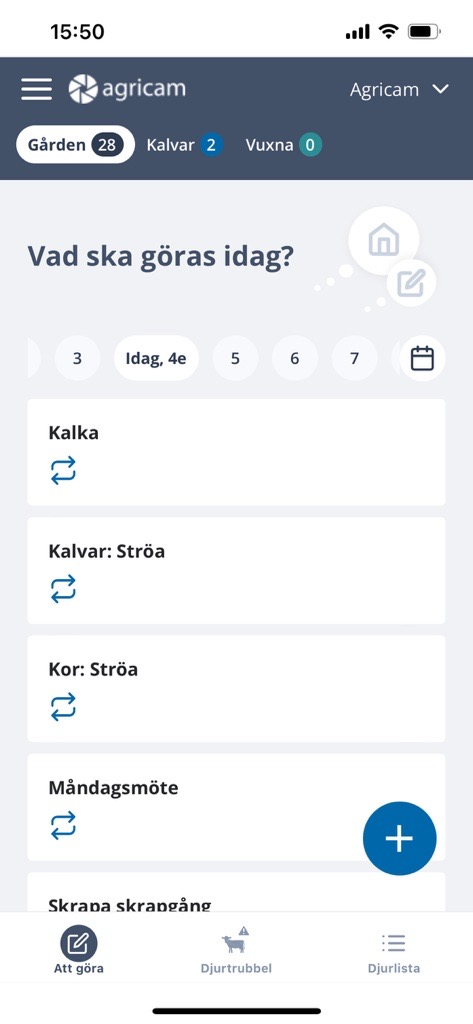 15:50
agricam
Agricam
Gården 28 Kalvar 2 Vuxna 0
Vad ska göras idag?
3 Idag, 4e 5 6 7
Kalka
Kalvar: Ströa
Kor: Ströa
Måndagsmöte
Skrapa skrapgång
Att göra Djurtrubbel Djurlista